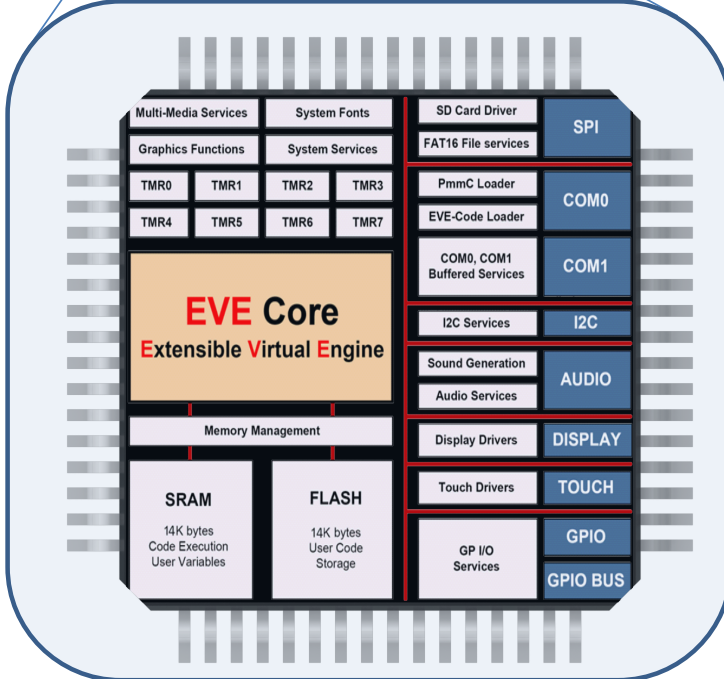 Multi-Media Services
System Fonts
Graphics Functions
System Services
TMR0
TMR1
TMR2
TMR3
TMR4
TMR5
TMR6
TMR7
EVE Core
Extensible Virtual Engine
Memory Management
SRAM
14K bytes
Code Execution
User Variables
FLASH
14K bytes
User Code
Storage
SD Card Driver
FAT16 File services
SPI
PmmC Loader
EVE-Code Loader
COM0
COM0, COM1
Buffered Services
COM1
I2C Services
I2C
Sound Generation
Audio Services
AUDIO
Display Drivers
DISPLAY
Touch Drivers
TOUCH
GP I/O
Services
GPIO
GPIO BUS